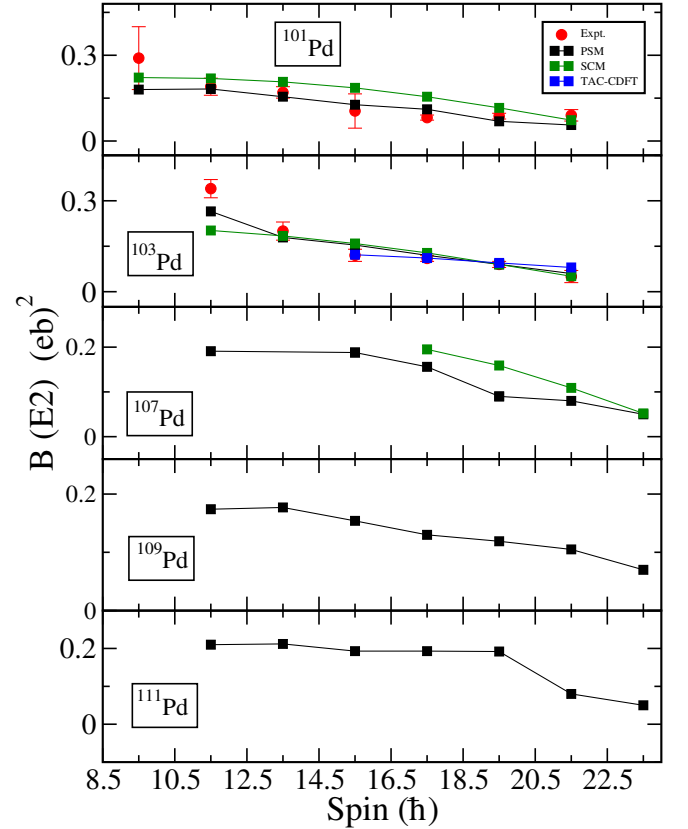 ¹⁰¹Pd
Expt.
PSM
SCM
TAC-CDFT
0.3
0
¹⁰³Pd
0.3
0
¹⁰⁷Pd
0.2
0
¹⁰⁹Pd
0.2
0
¹¹¹Pd
0.2
0
B (E2) (eb)²
8.5 10.5 12.5 14.5 16.5 18.5 20.5 22.5
Spin (ħ)